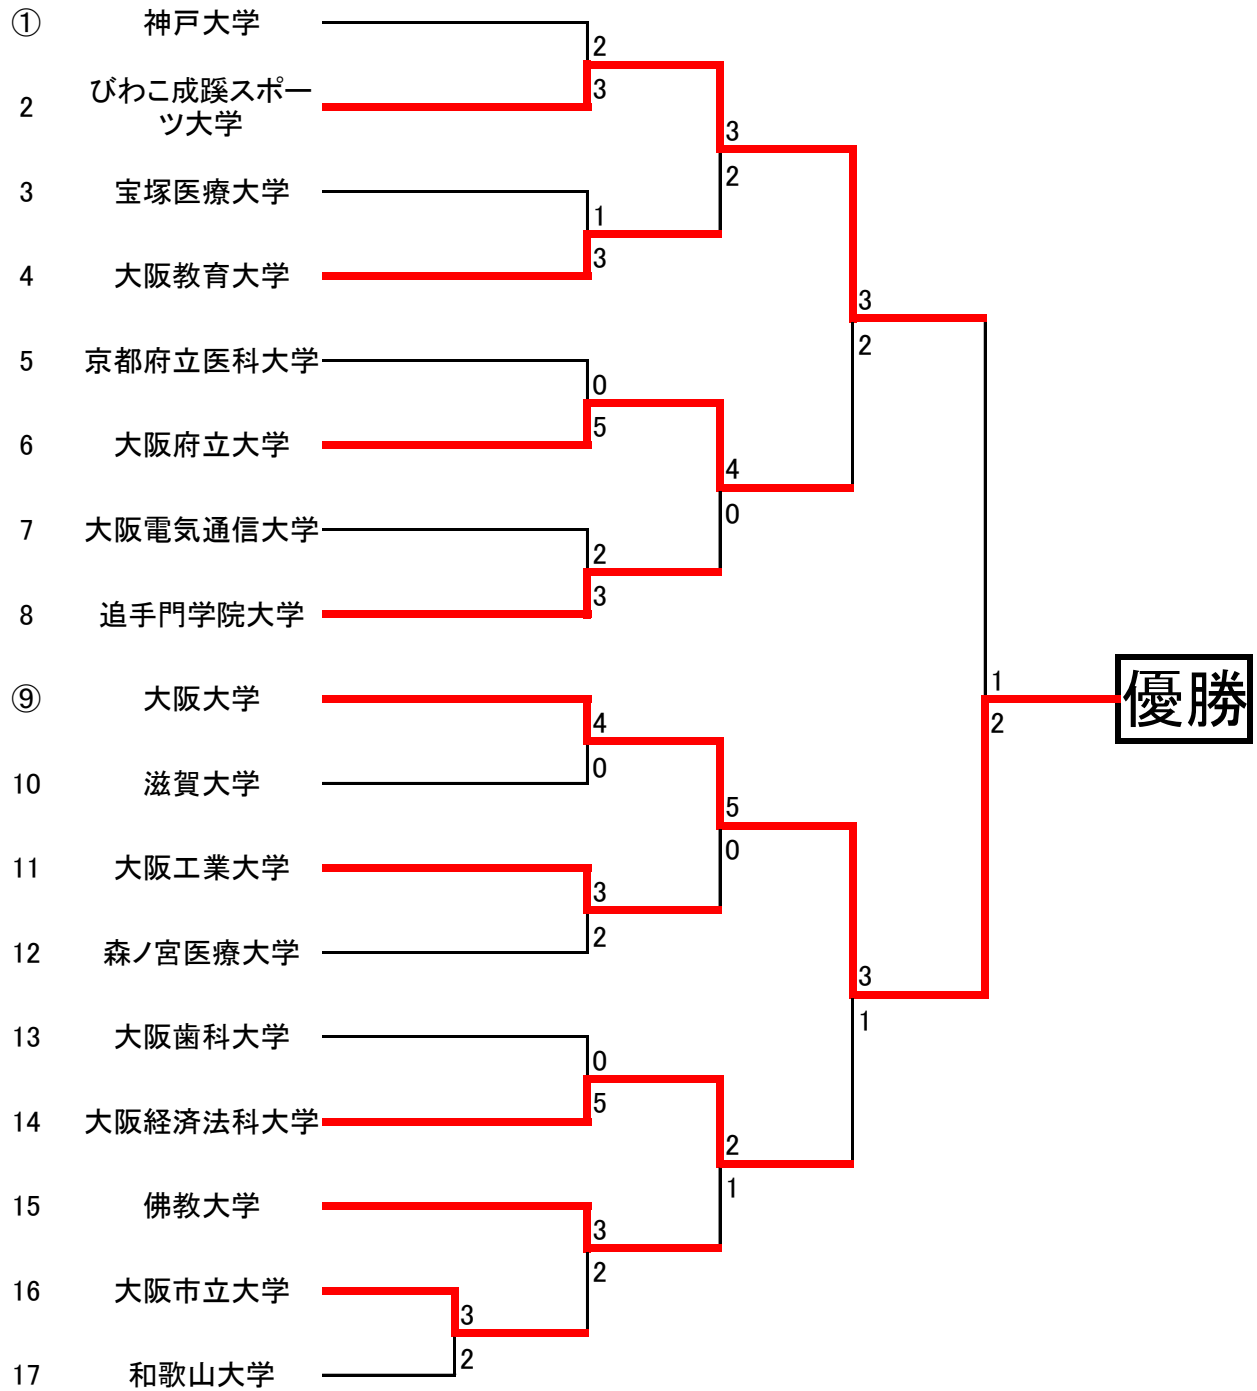 ① 神戸大学
2
3
2 びわこ成蹊スポー
ツ大学
3
2
3 宝塚医療大学
1
3
4 大阪教育大学
3
2
5 京都府立医科大学
0
5
6 大阪府立大学
4
0
7 大阪電気通信大学
2
3
8 追手門学院大学
1
2
優勝
⑨ 大阪大学
4
0
10 滋賀大学
5
0
11 大阪工業大学
3
2
12 森ノ宮医療大学
3
1
13 大阪歯科大学
0
5
14 大阪経済法科大学
2
1
15 佛教大学
3
2
16 大阪市立大学
3
2
17 和歌山大学